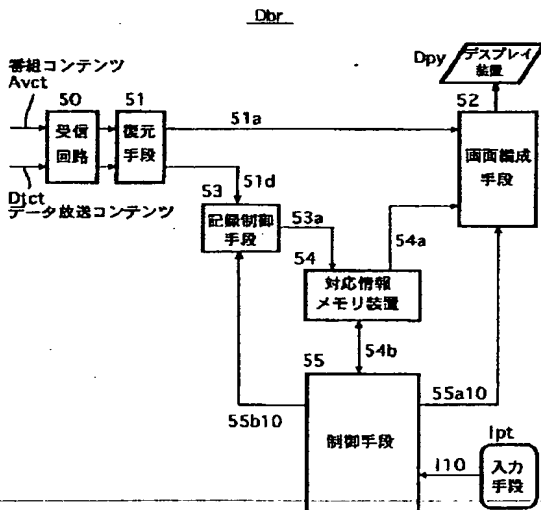 Dbr
番組コンテンツ
Avct
50
受信
回路
51
復元
手段
51a
Dpy
デスプレイ
装置
52
画面編成
手段
Dtct
データ放送コンテンツ
51d
53
記録制御
手段
53a
54a
54
対応情報
メモリ装置
54b
55
制御手段
55b10
55a10
Ipt
入力
手段
I10